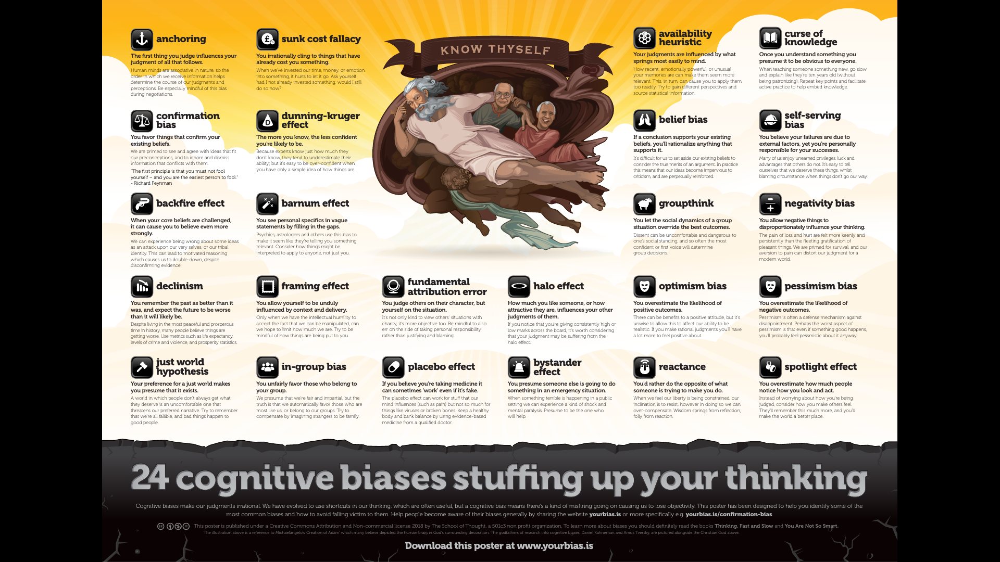 anchoring
The first thing you judge influences your
judgment of all that follows.
Human minds are associative in nature, so the
order in which we receive information helps
determine the course of our judgments and
perceptions. Be especially mindful of this bias
during negotiations.
sunk cost fallacy
You irrationally cling to things that have
already cost you something.
When we've invested our time, money, or emotion
into something, it hurts to let it go. Ask yourself:
had I not already invested something, would I still
do so now?
KNOW THYSELF
availability
heuristic
Your judgments are influenced by what
springs most easily to mind.
How recent, emotionally powerful, or unusual
your memories are can make them seem more
relevant. This, in turn, can cause you to apply them
too readily. Try to gain different perspectives and
source statistical information.
curse of
knowledge
Once you understand something you
presume it to be obvious to everyone.
When teaching someone something new, go slow
and explain like they're ten years old (without
being patronizing). Repeat key points and facilitate
active practice to help embed knowledge.
confirmation
bias
You favor things that confirm your
existing beliefs.
We are primed to see and agree with ideas that fit
our preconceptions, and to ignore and dismiss
information that conflicts with them.
"The first principle is that you must not fool
yourself – and you are the easiest person to fool."
- Richard Feynman
D
dunning-kruger
effect
The more you know, the less confident
you're likely to be.
Because experts know just how much they
don't know, they tend to underestimate their
ability; but it's easy to be over-confident when
you have only a simple idea of how things are.
belief bias
If a conclusion supports your existing
beliefs, you'll rationalize anything that
supports it.
It's difficult for us to set aside our existing beliefs to
consider the true merits of an argument. In practice
this means that our ideas become impervious to
criticism, and are perpetually reinforced.
self-serving
bias
You believe your failures are due to
external factors, yet you're personally
responsible for your successes.
Many of us enjoy unearned privileges, luck and
advantages that others do not. It's easy to tell
ourselves that we deserve these things, whilst
blaming circumstance when things don't go our way.
backfire effect
When your core beliefs are challenged,
it can cause you to believe even more
strongly.
We can experience being wrong about some ideas
as an attack upon our very selves, or our tribal
identity. This can lead to motivated reasoning
which causes us to double-down, despite
disconfirming evidence.
barnum effect
You see personal specifics in vague
statements by filling in the gaps.
Psychics, astrologers and others use this bias to
make it seem like they're telling you something
relevant. Consider how things might be
interpreted to apply to anyone, not just you.
groupthink
You let the social dynamics of a group
situation override the best outcomes.
Dissent can be uncomfortable and dangerous to
one's social standing, and so often the most
confident or first voice will determine
group decisions.
negativity bias
You allow negative things to
disproportionately influence your thinking.
The pain of loss and hurt are felt more keenly and
persistently than the fleeting gratification of
pleasant things. We are primed for survival, and our
aversion to pain can distort our judgment for a
modern world.
declinism
You remember the past as better than it
was, and expect the future to be worse
than it will likely be.
Despite living in the most peaceful and prosperous
time in history, many people believe things are
getting worse. Use metrics such as life expectancy,
levels of crime and violence, and prosperity statistics.
framing effect
You allow yourself to be unduly
influenced by context and delivery.
Only when we have the intellectual humility to
accept the fact that we can be manipulated, can
we hope to limit how much we are. Try to be
mindful of how things are being put to you.
fundamental
attribution error
You judge others on their character, but
yourself on the situation.
It's not only kind to view others' situations with
charity, it's more objective too. Be mindful to also
err on the side of taking personal responsibility
rather than justifying and blaming.
halo effect
How much you like someone, or how
attractive they are, influences your other
judgments of them.
If you notice that you're giving consistently high or
low marks across the board, it's worth considering
that your judgment may be suffering from the
halo effect.
optimism bias
You overestimate the likelihood of
positive outcomes.
There can be benefits to a positive attitude, but it's
unwise to allow this to affect our ability to be
realistic. If you make rational judgments you'll have
a lot more to feel positive about.
pessimism bias
You overestimate the likelihood of
negative outcomes.
Pessimism is often a defense mechanism against
disappointment. Perhaps the worst aspect of
pessimism is that even if something good happens,
you'll probably feel pessmistic about it anyway.
just world
hypothesis
Your preference for a just world makes
you presume that it exists.
A world in which people don't always get what
they deserve is an uncomfortable one that
threatens our preferred narrative. Try to remember
that we're all fallible, and bad things happen to
good people.
in-group bias
You unfairly favor those who belong to
your group.
We presume that we're fair and impartial, but the
truth is that we automatically favor those who are
most like us, or belong to our groups. Try to
compensate by imagining strangers to be family.
placebo effect
If you believe you're taking medicine it
can sometimes 'work' even if it's fake.
The placebo effect can work for stuff that our
mind influences (such as pain) but not so much for
things like viruses or broken bones. Keep a healthy
body and bank balance by using evidence-based
medicine from a qualified doctor.
bystander
effect
You presume someone else is going to do
something in an emergency situation.
When something terrible is happening in a public
setting we can experience a kind of shock and
mental paralysis. Presume to be the one who
will help.
reactance
You'd rather do the opposite of what
someone is trying to make you do.
When we feel our liberty is being constrained, our
inclination is to resist, however in doing so we can
over-compensate. Wisdom springs from reflection,
folly from reaction.
spotlight effect
You overestimate how much people
notice how you look and act.
Instead of worrying about how you're being
judged, consider how you make others feel.
They'll remember this much more, and you'll
make the world a better place.
24 cognitive biases stuffing up your thinking
Cognitive biases make our judgments irrational. We have evolved to use shortcuts in our thinking, which are often useful, but a cognitive bias means there's a kind of misfiring going on causing us to lose objectivity. This poster has been designed to help you identify some of the
most common biases and how to avoid falling victim to them. Help people become aware of their biases generally by sharing the website yourbias.is or more specifically e.g. yourbias.is/confirmation-bias
This poster is published under a Creative Commons Attribution and Non-commercial license 2018 by The School of Thought, a 501c3 non profit organization. To learn more about biases you should definitely read the books Thinking, Fast and Slow and You Are Not So Smart.
The illustration above is a reference to Michaelangelo's 'Creation of Adam' which many believe depicted the human brain in God's surrounding decoration. The godfathers of research into cognitive biases, Daniel Kahneman and Amos Tversky, are pictured alongside the Christian God above.
Download this poster at www.yourbias.is